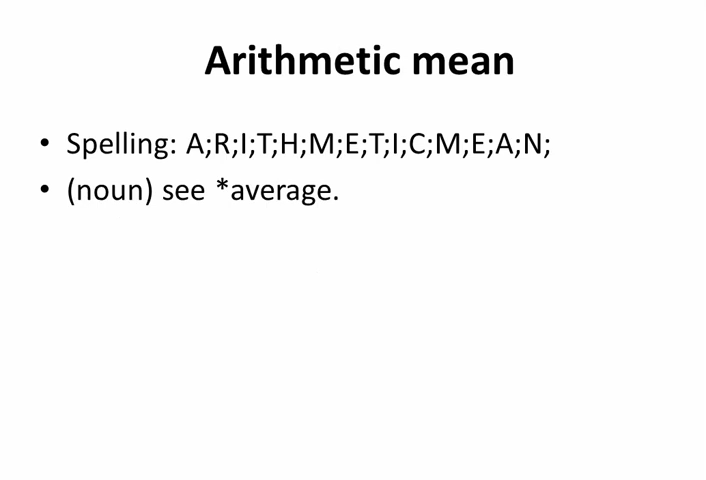 Arithmetic mean
• Spelling: A;R;I;T;H;M;E;T;I;C;M;E;A;N;
• (noun) see *average.